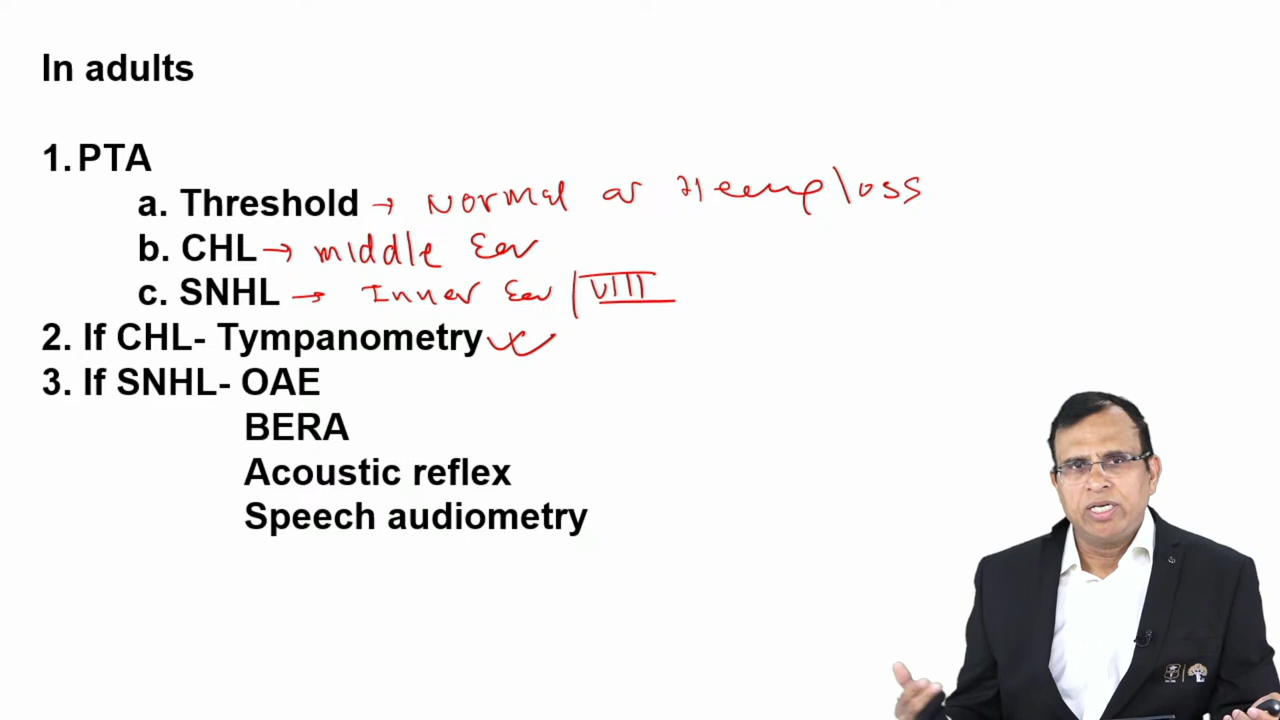 In adults
1. PTA
a. Threshold → Normal or Hearing loss
b. CHL → middle Ear
c. SNHL → Inner Ear / VIII
2. If CHL- Tympanometry
3. If SNHL- OAE
BERA
Acoustic reflex
Speech audiometry